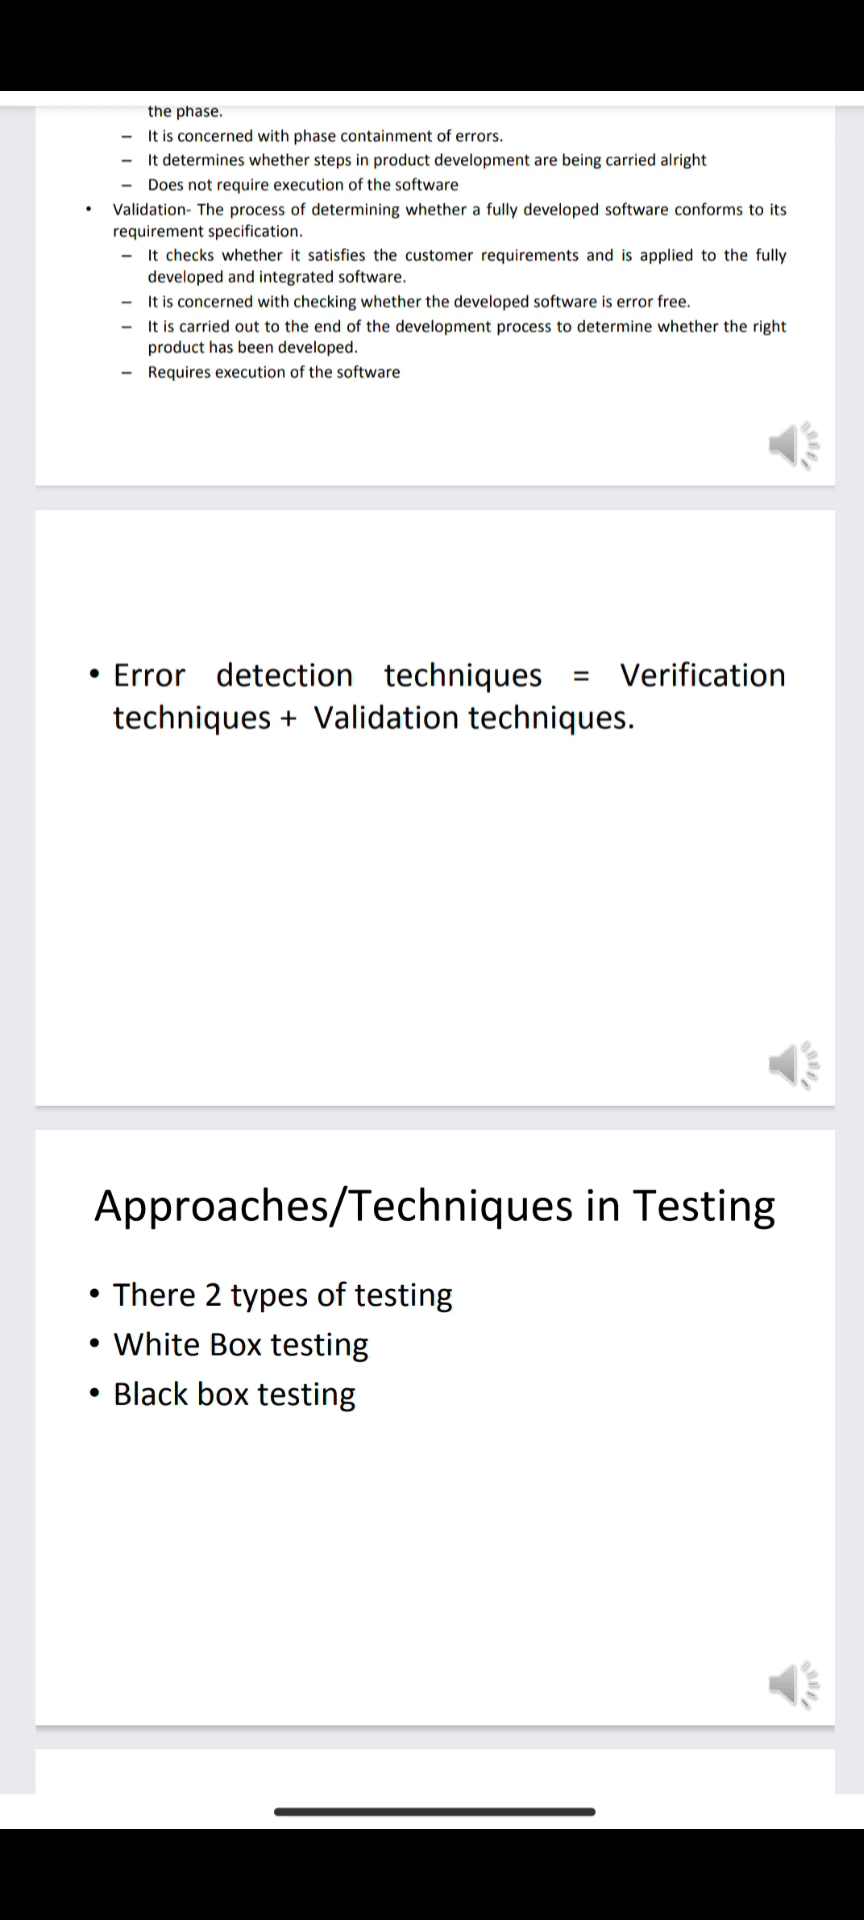 the phase.
– It is concerned with phase containment of errors.
– It determines whether steps in product development are being carried alright
– Does not require execution of the software
• Validation- The process of determining whether a fully developed software conforms to its
requirement specification.
– It checks whether it satisfies the customer requirements and is applied to the fully
developed and integrated software.
– It is concerned with checking whether the developed software is error free.
– It is carried out to the end of the development process to determine whether the right
product has been developed.
– Requires execution of the software
• Error detection techniques = Verification
techniques + Validation techniques.
Approaches/Techniques in Testing
• There 2 types of testing
• White Box testing
• Black box testing